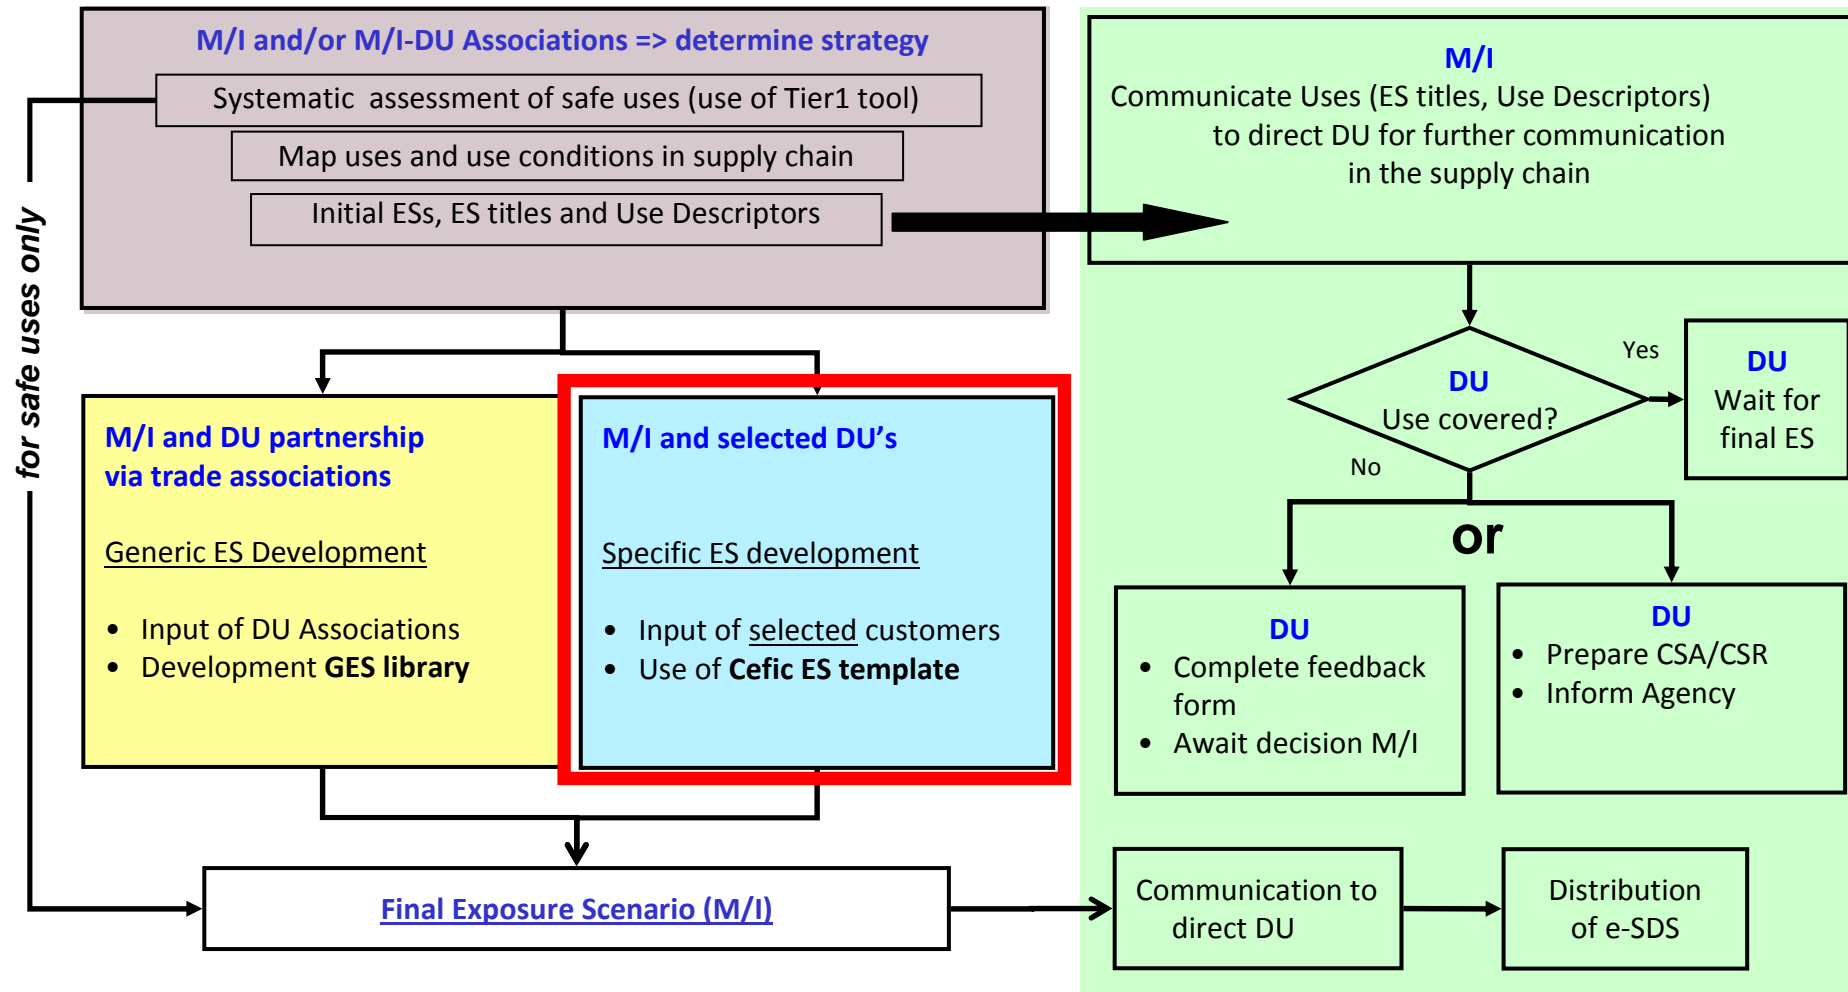 M/I and/or M/I-DU Associations => determine strategy
Systematic assessment of safe uses (use of Tier1 tool)
Map uses and use conditions in supply chain
Initial ESs, ES titles and Use Descriptors
for safe uses only
M/I and DU partnership
via trade associations
Generic ES Development
• Input of DU Associations
• Development GES library
M/I and selected DU's
Specific ES development
• Input of selected customers
• Use of Cefic ES template
Final Exposure Scenario (M/I)
M/I
Communicate Uses (ES titles, Use Descriptors)
to direct DU for further communication
in the supply chain
DU
Use covered?
Yes
DU
Wait for
final ES
No
or
DU
• Complete feedback
form
• Await decision M/I
DU
• Prepare CSA/CSR
• Inform Agency
Communication to
direct DU
Distribution
of e-SDS